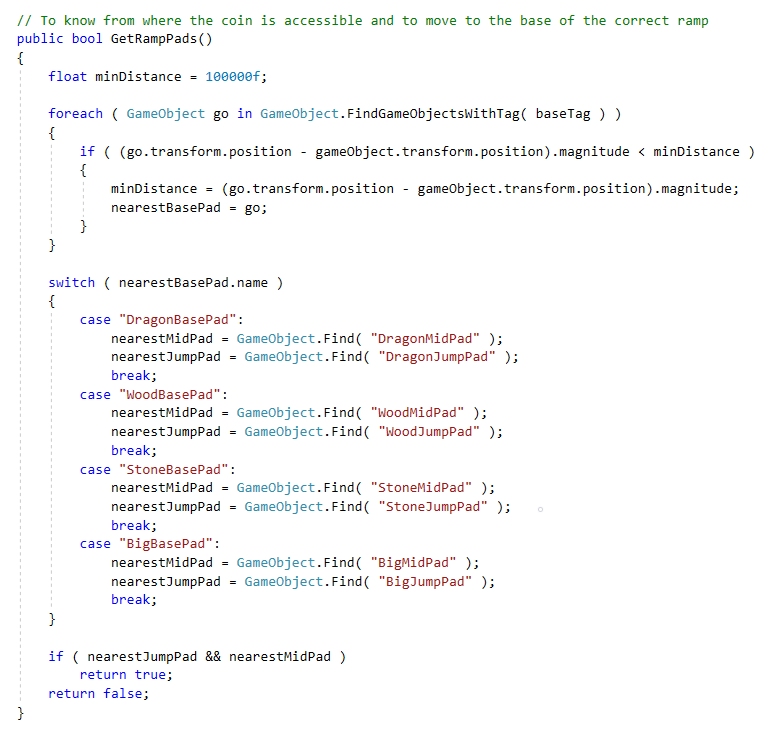 // To know from where the coin is accessible and to move to the base of the correct ramp
public bool GetRampPads()
{
    float minDistance = 100000f;

    foreach ( GameObject go in GameObject.FindGameObjectsWithTag( baseTag ) )
    {
        if ( (go.transform.position - gameObject.transform.position).magnitude < minDistance )
        {
            minDistance = (go.transform.position - gameObject.transform.position).magnitude;
            nearestBasePad = go;
        }
    }

    switch ( nearestBasePad.name )
    {
        case "DragonBasePad":
            nearestMidPad = GameObject.Find( "DragonMidPad" );
            nearestJumpPad = GameObject.Find( "DragonJumpPad" );
            break;
        case "WoodBasePad":
            nearestMidPad = GameObject.Find( "WoodMidPad" );
            nearestJumpPad = GameObject.Find( "WoodJumpPad" );
            break;
        case "StoneBasePad":
            nearestMidPad = GameObject.Find( "StoneMidPad" );
            nearestJumpPad = GameObject.Find( "StoneJumpPad" );
            break;
        case "BigBasePad":
            nearestMidPad = GameObject.Find( "BigMidPad" );
            nearestJumpPad = GameObject.Find( "BigJumpPad" );
            break;
    }

    if ( nearestJumpPad && nearestMidPad )
        return true;
    return false;
}